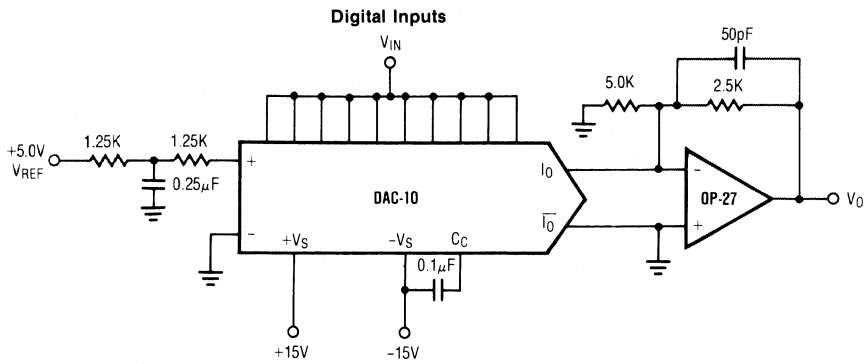 Digital Inputs
V_IN
50pF
5.0K
2.5K
1.25K
1.25K
+5.0V
V_REF
0.25μF
+
-
DAC-10
I_O
I̅_O̅
+V_S
-V_S
C_C
0.1μF
-
+
OP-27
V_O
+15V
-15V